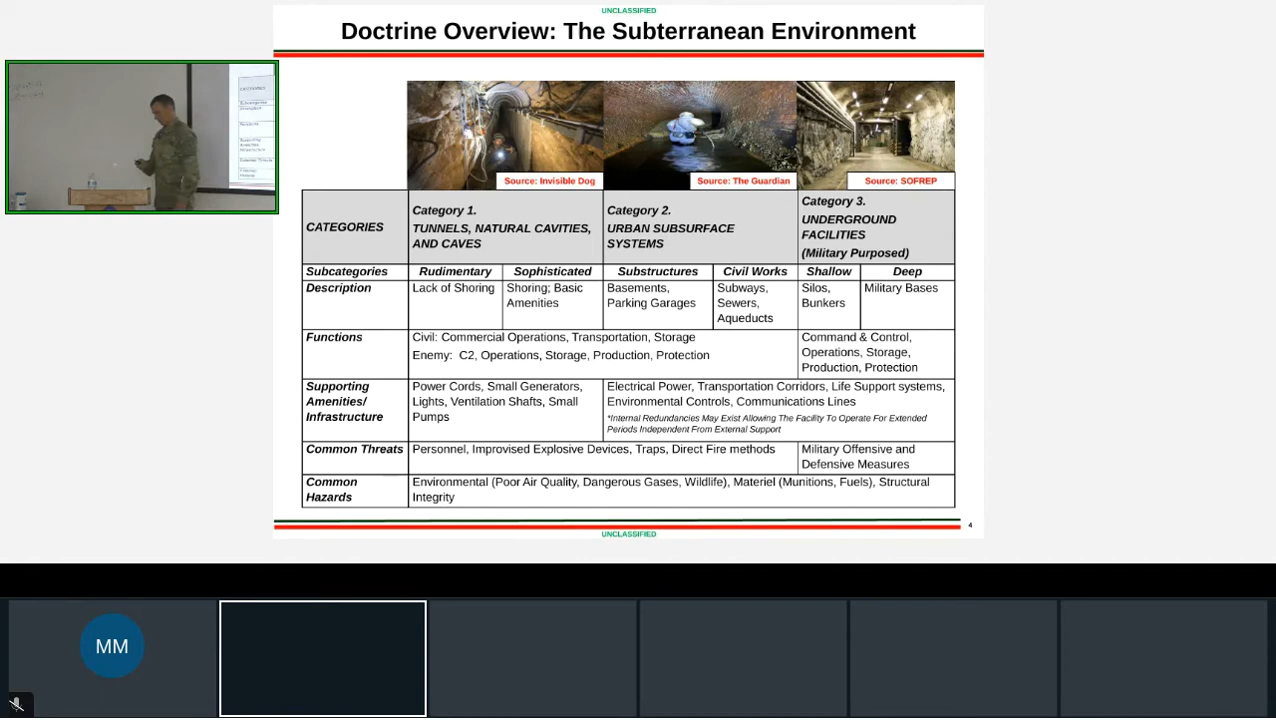 UNCLASSIFIED
Doctrine Overview: The Subterranean Environment
Source: Invisible Dog
Source: The Guardian
Source: SOFREP
CATEGORIES
Category 1.
TUNNELS, NATURAL CAVITIES,
AND CAVES
Category 2.
URBAN SUBSURFACE
SYSTEMS
Category 3.
UNDERGROUND
FACILITIES
(Military Purposed)
Subcategories
Rudimentary
Sophisticated
Substructures
Civil Works
Shallow
Deep
Description
Lack of Shoring
Shoring; Basic
Amenities
Basements,
Parking Garages
Subways,
Sewers,
Aqueducts
Silos,
Bunkers
Military Bases
Functions
Civil: Commercial Operations, Transportation, Storage
Enemy: C2, Operations, Storage, Production, Protection
Command & Control,
Operations, Storage,
Production, Protection
Supporting
Amenities/
Infrastructure
Power Cords, Small Generators,
Lights, Ventilation Shafts, Small
Pumps
Electrical Power, Transportation Corridors, Life Support systems,
Environmental Controls, Communications Lines
*Internal Redundancies May Exist Allowing The Facility To Operate For Extended
Periods Independent From External Support
Common Threats
Personnel, Improvised Explosive Devices, Traps, Direct Fire methods
Military Offensive and
Defensive Measures
Common
Hazards
Environmental (Poor Air Quality, Dangerous Gases, Wildlife), Materiel (Munitions, Fuels), Structural
Integrity
4
UNCLASSIFIED
MM